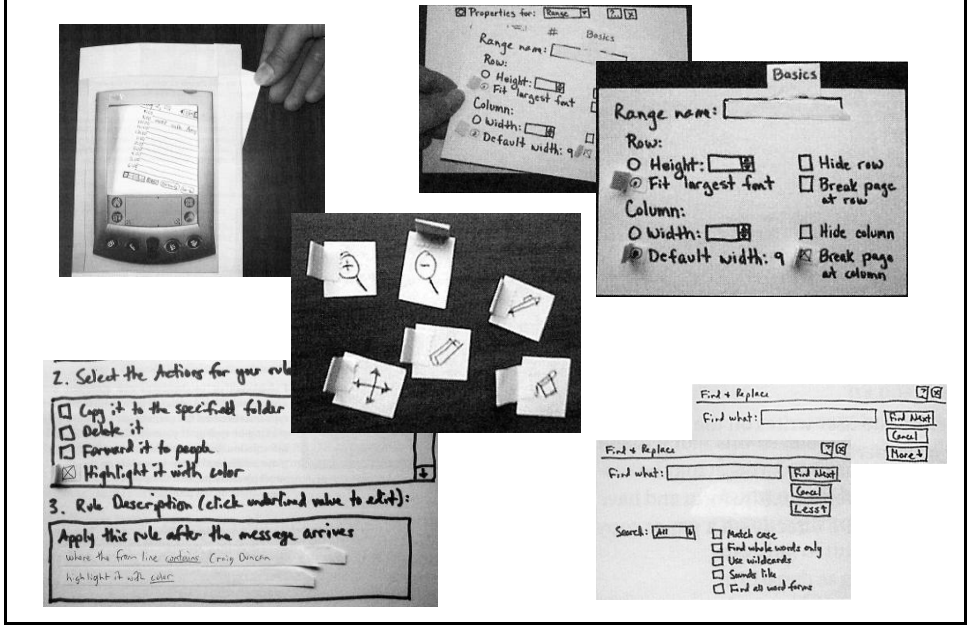 Properties for: Range ? X
# Basics
Range name:
Row:
Height:
Fit largest font
Column:
Width:
Default width: 9
Basics
Range name:
Row:
Height: Hide row
Fit largest font Break page
at row
Column:
Width: Hide column
Default width: 9 Break page
at column
2. Select the Actions for your rule
Copy it to the specified folder
Delete it
Forward it to people
Highlight it with color
3. Rule Description (click underlined value to edit):
Apply this rule after the message arrives
where the from line contains Craig Duncan
highlight it with color
Find & Replace ? X
Find what: Find Next
Cancel
More ↓
Find & Replace ? X
Find what: Find Next
Cancel
Less ↑
Search: All Match case
Find whole words only
Use wildcards
Sounds like
Find all word forms